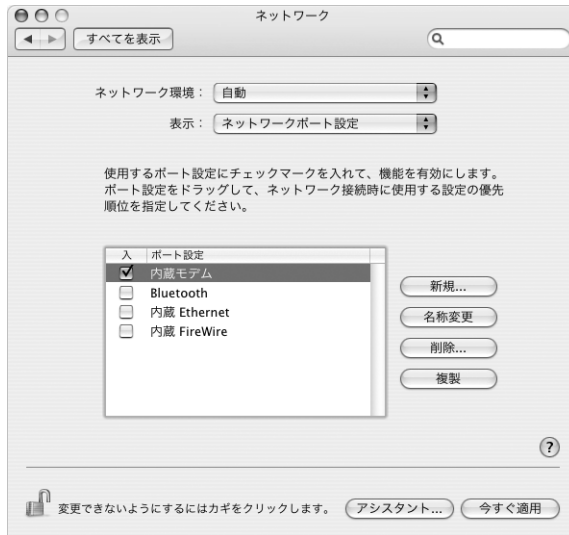 ネットワーク
すべてを表示
ネットワーク環境： 自動
表示： ネットワークポート設定
使用するポート設定にチェックマークを入れて、機能を有効にします。
ポート設定をドラッグして、ネットワーク接続時に使用する設定の優先
順位を指定してください。
入 ポート設定
内蔵モデム
Bluetooth
内蔵 Ethernet
内蔵 FireWire
新規...
名称変更
削除...
複製
?
変更できないようにするにはカギをクリックします。 アシスタント... 今すぐ適用